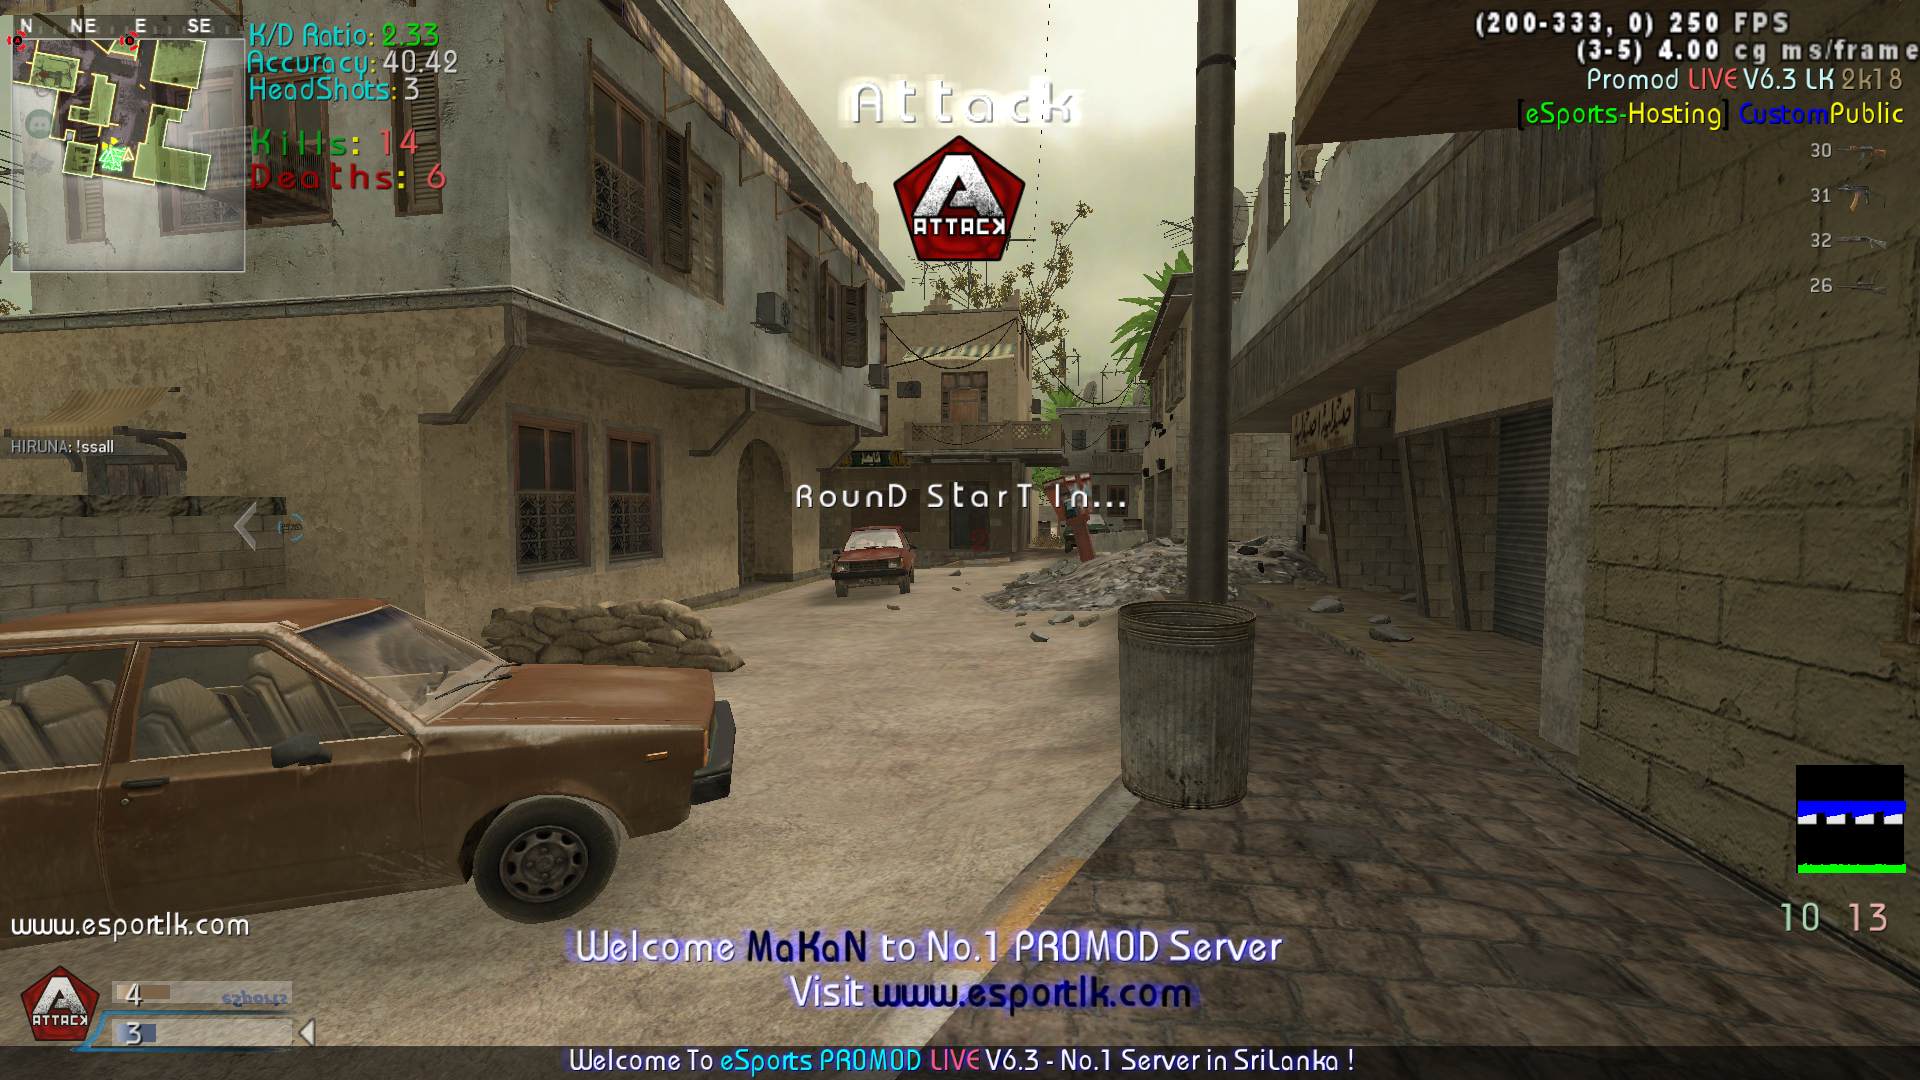 N NE E SE
K/D Ratio: 2.33
Accuracy: 40.42
HeadShots: 3
Kills: 14
Deaths: 6
(200-333, 0) 250 FPS
(3-5) 4.00 cg ms/frame
Promod LIVE V6.3 LK 2k18
[eSports-Hosting] CustomPublic
30
31
32
26
Attack
ATTACK
HIRUNA: !ssall
RounD StarT In...
www.esportlk.com
10 13
Welcome MaKaN to No.1 PROMOD Server
Visit www.esportlk.com
ATTACK
4
eSports
3
Welcome To eSports PROMOD LIVE V6.3 - No.1 Server in SriLanka !